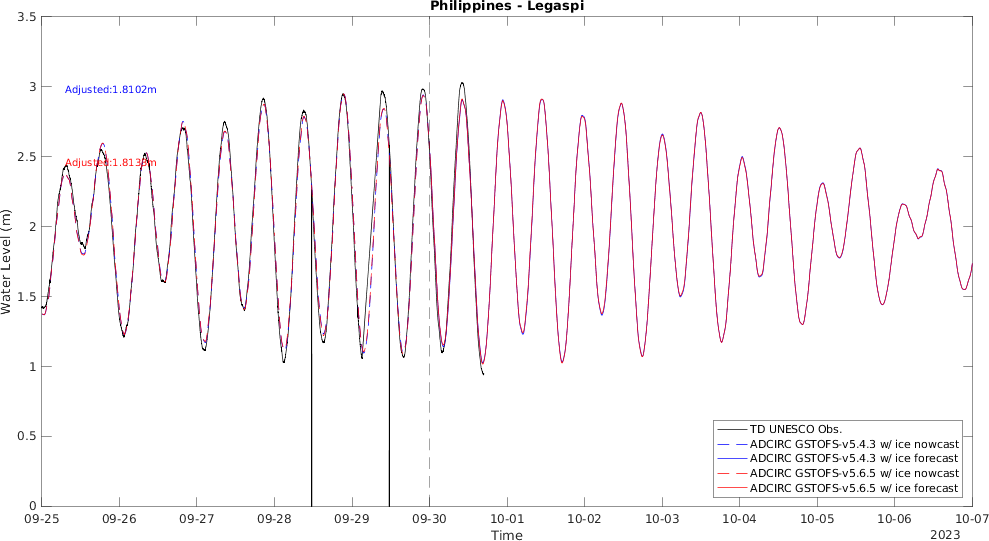 Philippines - Legaspi
3.5
3
2.5
2
1.5
1
0.5
0
Water Level (m)
Adjusted:1.8102m
Adjusted:1.8133m
TD UNESCO Obs.
ADCIRC GSTOFS-v5.4.3 w/ ice nowcast
ADCIRC GSTOFS-v5.4.3 w/ ice forecast
ADCIRC GSTOFS-v5.6.5 w/ ice nowcast
ADCIRC GSTOFS-v5.6.5 w/ ice forecast
09-25 09-26 09-27 09-28 09-29 09-30 10-01 10-02 10-03 10-04 10-05 10-06 10-07
Time
2023